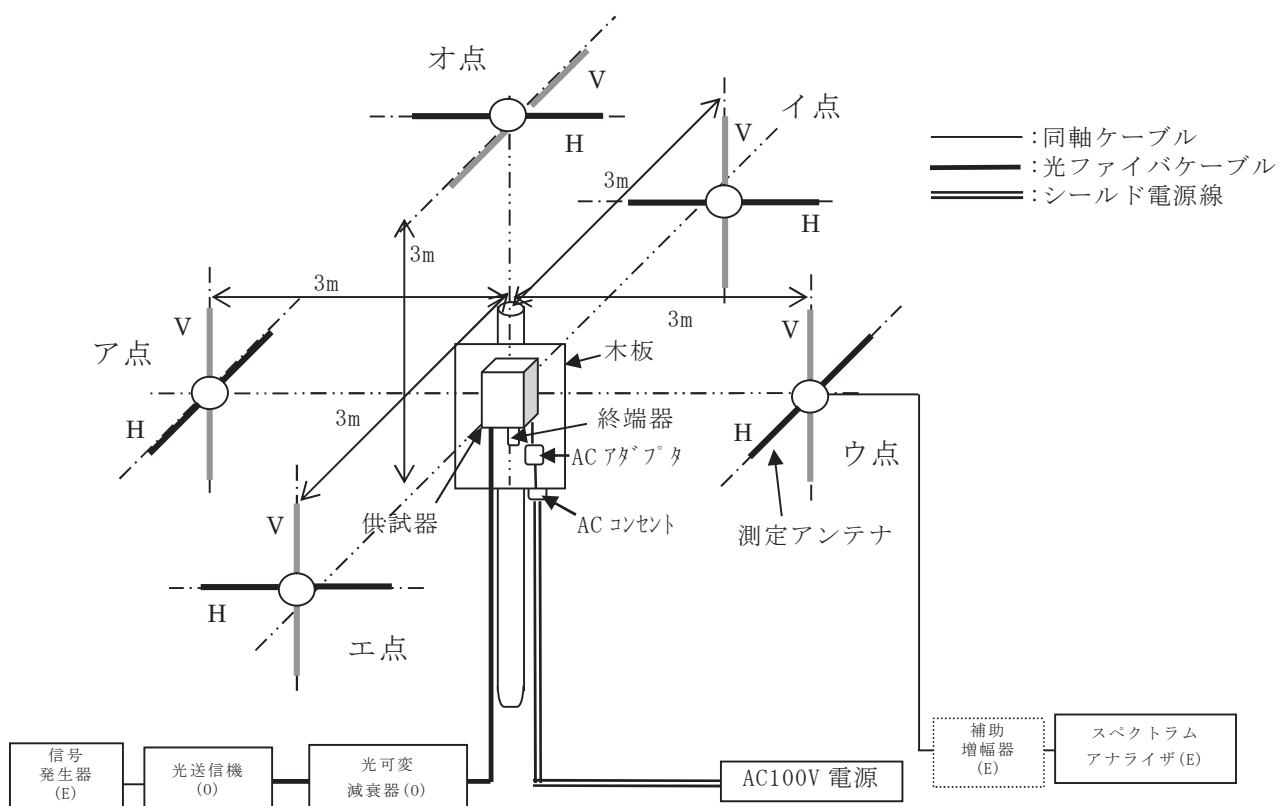 オ点
V
H
イ点
V
3m
H
:同軸ケーブル
:光ファイバケーブル
:シールド電源線
3m
3m
3m
V
ア点
H
3m
木板
終端器
ACアダプタ
供試器
ACコンセント
V
H
ウ点
測定アンテナ
V
H
エ点
信号
発生器
(E)
光送信機
(O)
光可変
減衰器(O)
AC100V 電源
補助
増幅器
(E)
スペクトラム
アナライザ(E)